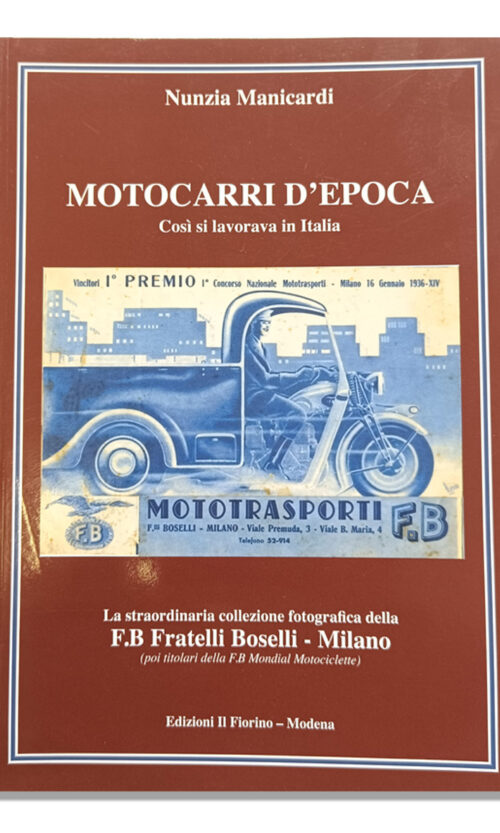 Nunzia Manicardi
MOTOCARRI D'EPOCA
Così si lavorava in Italia
Vincitori 1° PREMIO 1° Concorso Nazionale Mototrasporti - Milano 16 Gennaio 1936-XIV
MOTOTRASPORTI
F.lli BOSELLI - MILANO - Viale Premuda, 3 - Viale B. Maria, 4
Telefono 52-914
F.B
F.B
La straordinaria collezione fotografica della
F.B Fratelli Boselli - Milano
(poi titolari della F.B Mondial Motociclette)
Edizioni Il Fiorino – Modena